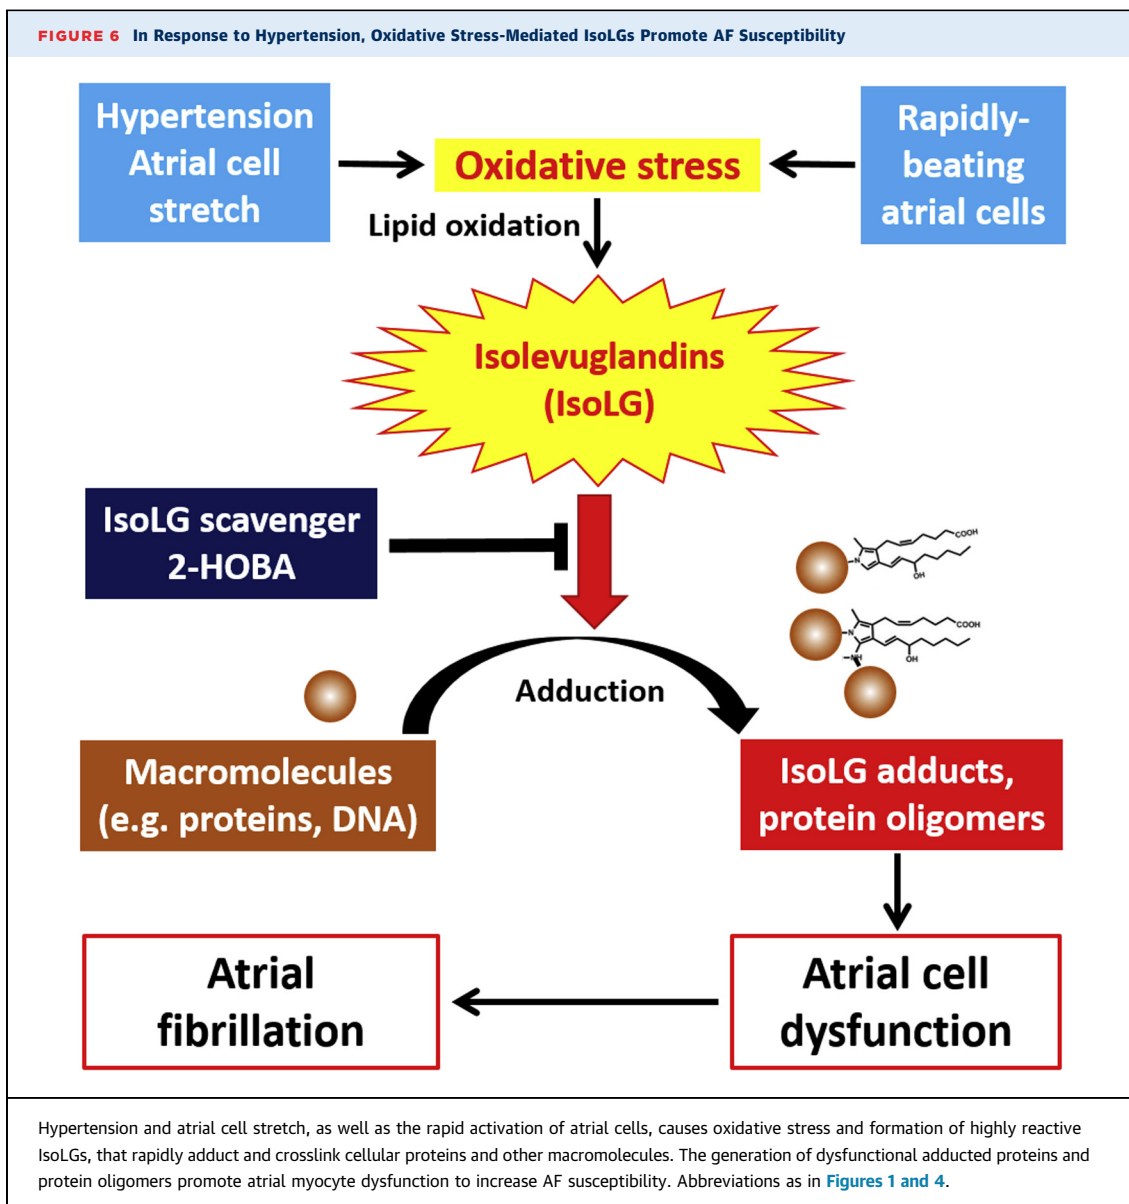 FIGURE 6 In Response to Hypertension, Oxidative Stress-Mediated IsoLGs Promote AF Susceptibility
Hypertension
Atrial cell
stretch
Oxidative stress
Rapidly-
beating
atrial cells
Lipid oxidation
Isolevuglandins
(IsoLG)
IsoLG scavenger
2-HOBA
COOH
N
OH
COOH
N
NH
OH
Adduction
Macromolecules
(e.g. proteins, DNA)
IsoLG adducts,
protein oligomers
Atrial
fibrillation
Atrial cell
dysfunction
Hypertension and atrial cell stretch, as well as the rapid activation of atrial cells, causes oxidative stress and formation of highly reactive
IsoLGs, that rapidly adduct and crosslink cellular proteins and other macromolecules. The generation of dysfunctional adducted proteins and
protein oligomers promote atrial myocyte dysfunction to increase AF susceptibility. Abbreviations as in Figures 1 and 4.